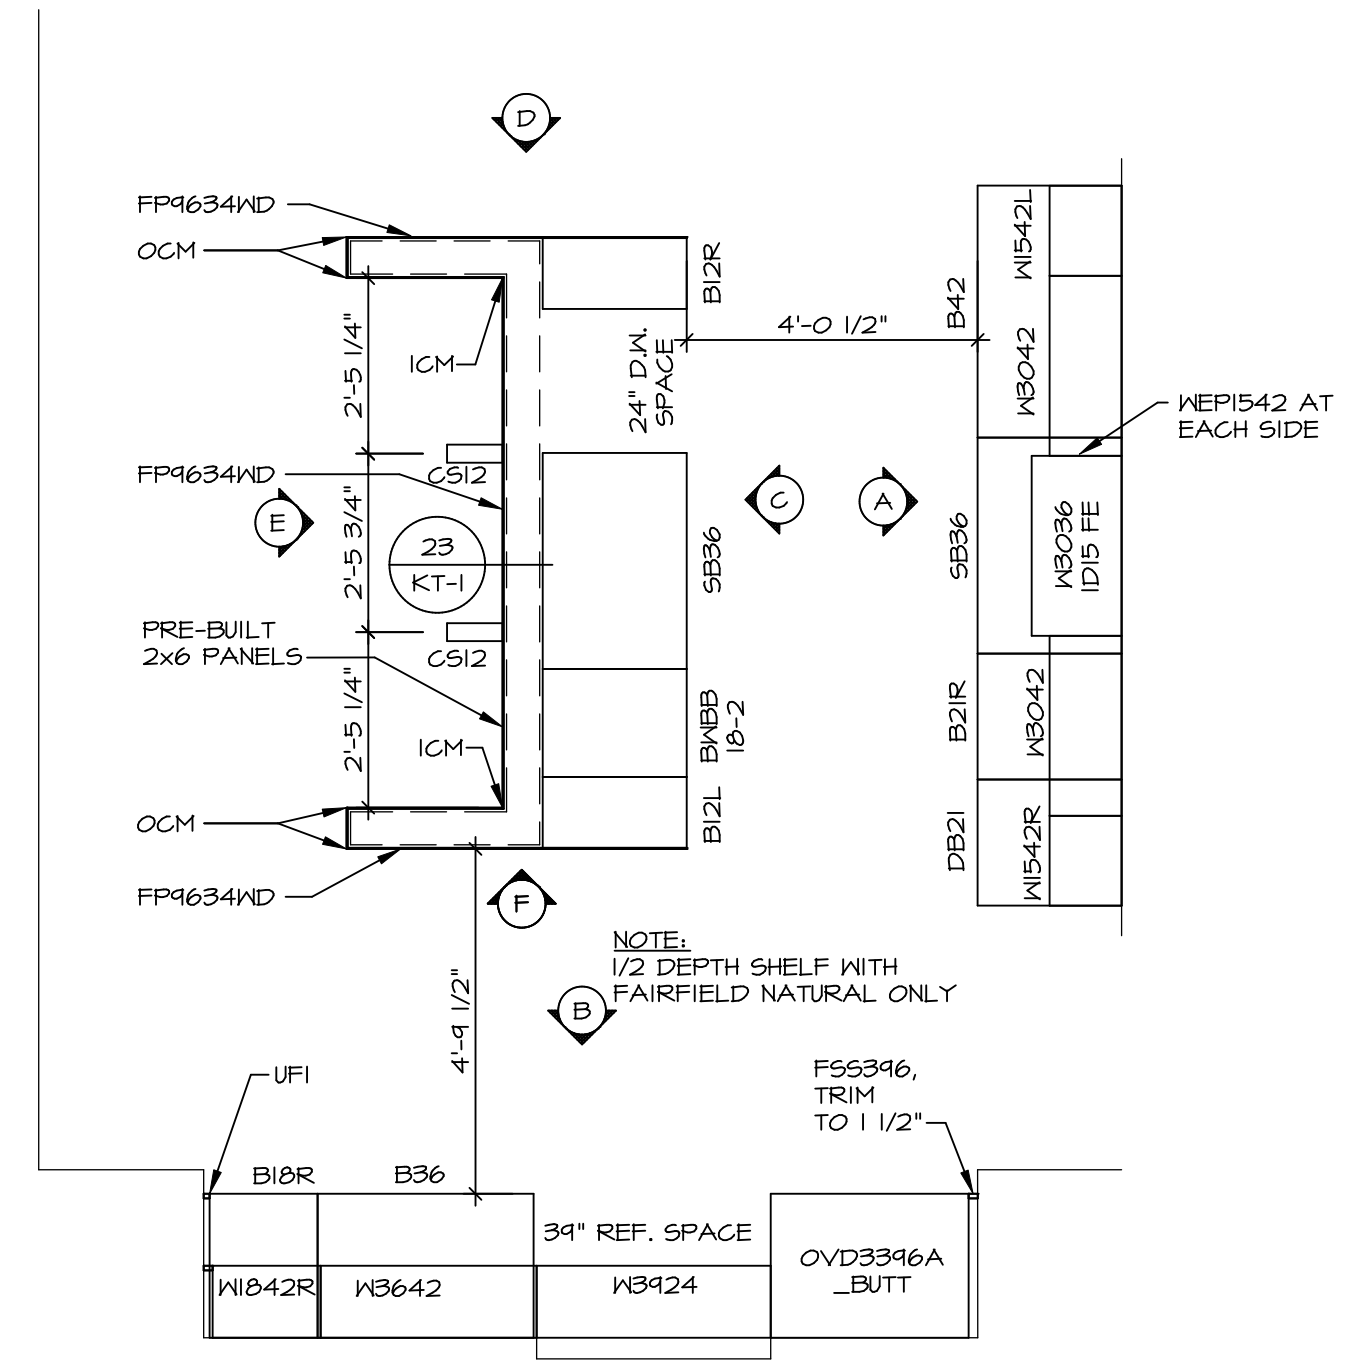 D
FP9634WD
OCM
B12R
W1542L
B42
4'-0 1/2"
2'-5 1/4"
1CM
24" D.W.
SPACE
W3042
WEP1542 AT
EACH SIDE
FP9634WD
CS12
E
C
A
2'-5 3/4"
23
KT-1
SB36
SB36
W3036
1D15 FE
PRE-BUILT
2x6 PANELS
CS12
2'-5 1/4"
1CM
BWBB
18-2
B21R
W3042
OCM
B12L
DB21
W1542R
FP9634WD
F
NOTE:
1/2 DEPTH SHELF WITH
FAIRFIELD NATURAL ONLY
B
4'-9 1/2"
UF1
FSS396,
TRIM
TO 1 1/2"
B18R
B36
39" REF. SPACE
OVD3396A
_BUTT
W1842R
W3642
W3924